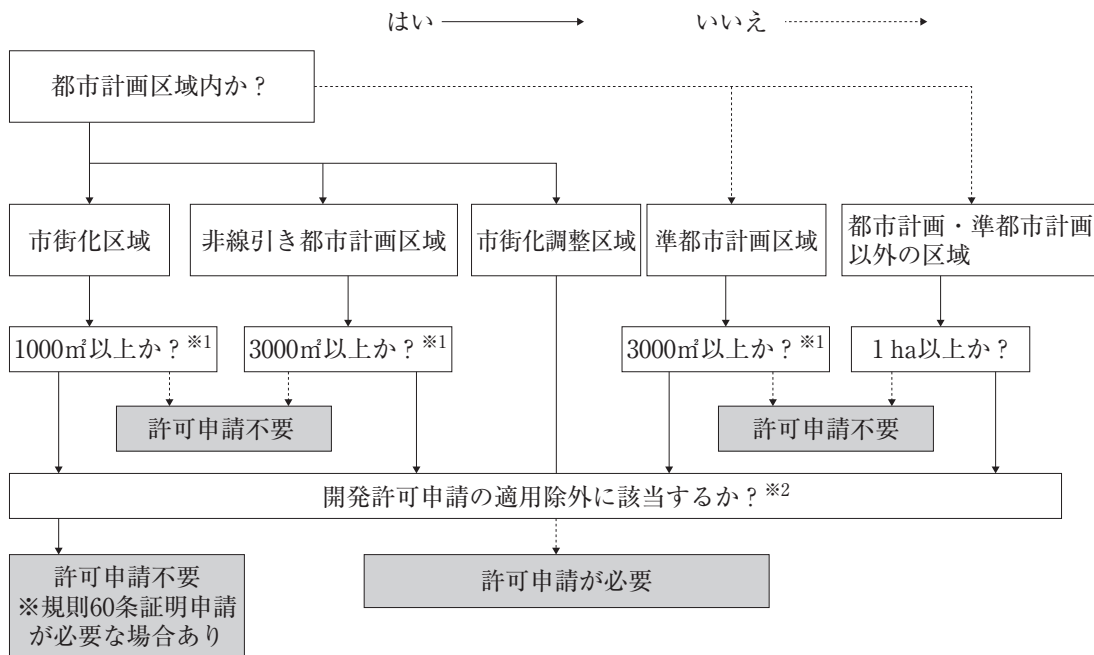 はい
いいえ
都市計画区域内か？
市街化区域
非線引き都市計画区域
市街化調整区域
準都市計画区域
都市計画・準都市計画
以外の区域
1000㎡以上か？※1
3000㎡以上か？※1
3000㎡以上か？※1
1 ha以上か？
許可申請不要
許可申請不要
開発許可申請の適用除外に該当するか？※2
許可申請不要
※規則60条証明申請
が必要な場合あり
許可申請が必要